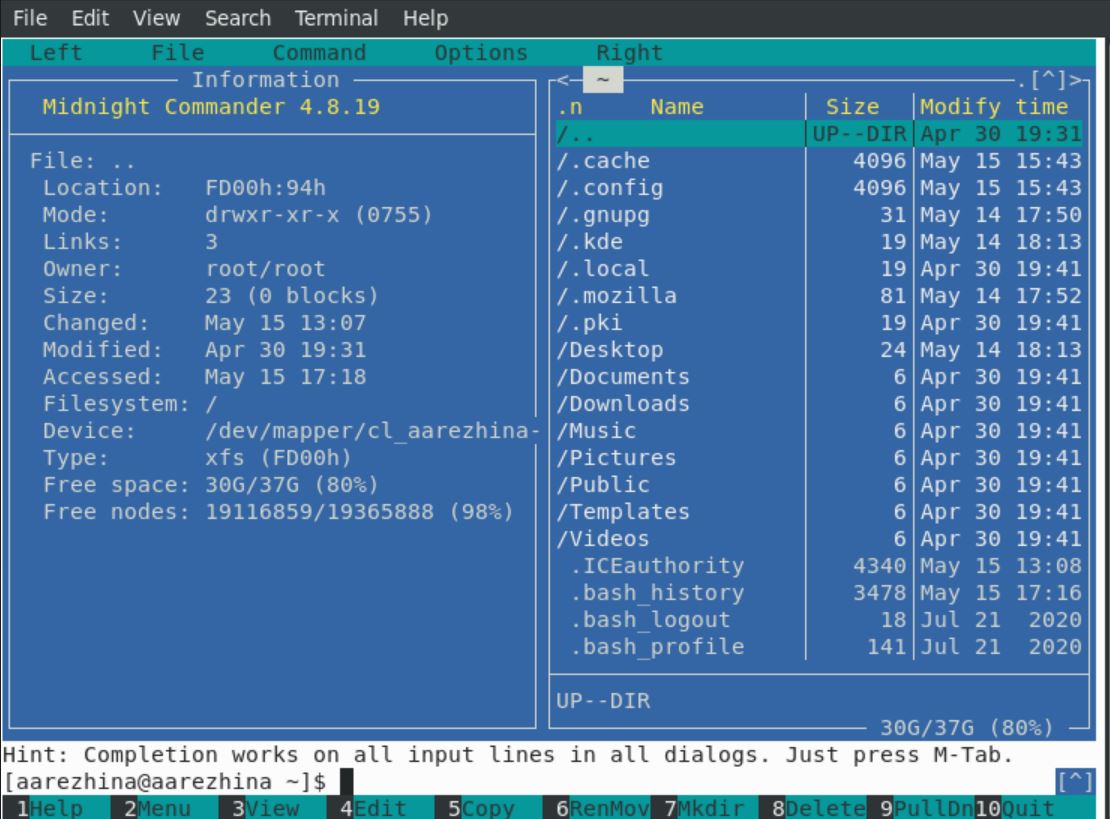 File Edit View Search Terminal Help
Left File Command Options Right
Information
Midnight Commander 4.8.19
File: ..
Location: FD00h:94h
Mode: drwxr-xr-x (0755)
Links: 3
Owner: root/root
Size: 23 (0 blocks)
Changed: May 15 13:07
Modified: Apr 30 19:31
Accessed: May 15 17:18
Filesystem: /
Device: /dev/mapper/cl_aarezhina-
Type: xfs (FD00h)
Free space: 30G/37G (80%)
Free nodes: 19116859/19365888 (98%)
<─ ~ .[^]>
.n Name Size Modify time
/.. UP--DIR Apr 30 19:31
/.cache 4096 May 15 15:43
/.config 4096 May 15 15:43
/.gnupg 31 May 14 17:50
/.kde 19 May 14 18:13
/.local 19 Apr 30 19:41
/.mozilla 81 May 14 17:52
/.pki 19 Apr 30 19:41
/Desktop 24 May 14 18:13
/Documents 6 Apr 30 19:41
/Downloads 6 Apr 30 19:41
/Music 6 Apr 30 19:41
/Pictures 6 Apr 30 19:41
/Public 6 Apr 30 19:41
/Templates 6 Apr 30 19:41
/Videos 6 Apr 30 19:41
.ICEauthority 4340 May 15 13:08
.bash_history 3478 May 15 17:16
.bash_logout 18 Jul 21 2020
.bash_profile 141 Jul 21 2020
UP--DIR
30G/37G (80%)
Hint: Completion works on all input lines in all dialogs. Just press M-Tab.
[aarezhina@aarezhina ~]$ [^]
1Help 2Menu 3View 4Edit 5Copy 6RenMov 7Mkdir 8Delete 9PullDn 10Quit